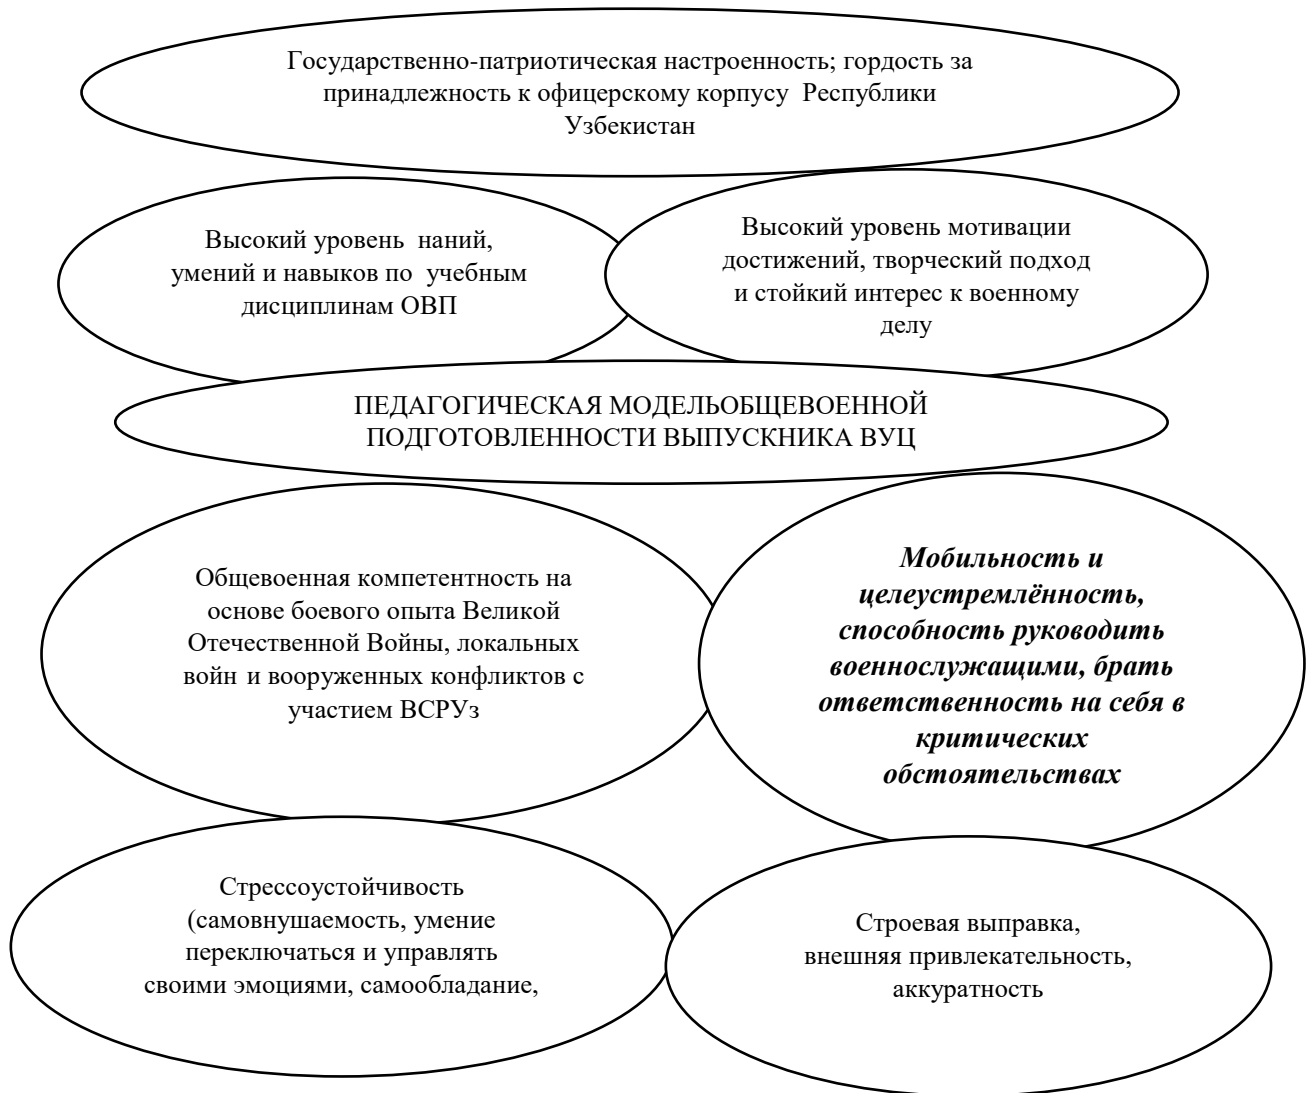 Государственно-патриотическая настроенность; гордость за
принадлежность к офицерскому корпусу Республики
Узбекистан
Высокий уровень наний,
умений и навыков по учебным
дисциплинам ОВП
Высокий уровень мотивации
достижений, творческий подход
и стойкий интерес к военному
делу
ПЕДАГОГИЧЕСКАЯ МОДЕЛЬОБЩЕВОЕННОЙ
ПОДГОТОВЛЕННОСТИ ВЫПУСКНИКА ВУЦ
Общевоенная компетентность на
основе боевого опыта Великой
Отечественной Войны, локальных
войн и вооруженных конфликтов с
участием ВСРУз
Мобильность и
целеустремлённость,
способность руководить
военнослужащими, брать
ответственность на себя в
критических
обстоятельствах
Стрессоустойчивость
(самовнушаемость, умение
переключаться и управлять
своими эмоциями, самообладание,
Строевая выправка,
внешняя привлекательность,
аккуратность